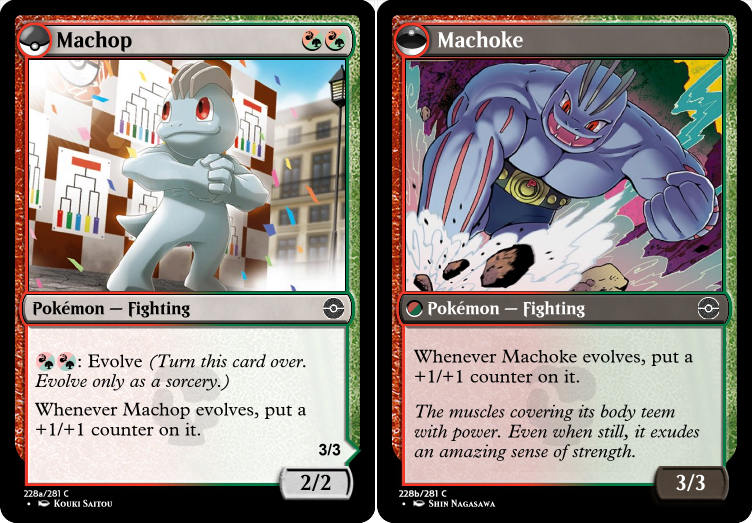 Machop
Pokémon — Fighting
: Evolve (Turn this card over.
Evolve only as a sorcery.)
Whenever Machop evolves, put a
+1/+1 counter on it.
3/3
2/2
228a/281 C
• Kouki Saitou
Machoke
Pokémon — Fighting
Whenever Machoke evolves, put a
+1/+1 counter on it.
The muscles covering its body teem
with power. Even when still, it exudes
an amazing sense of strength.
3/3
228b/281 C
• Shin Nagasawa